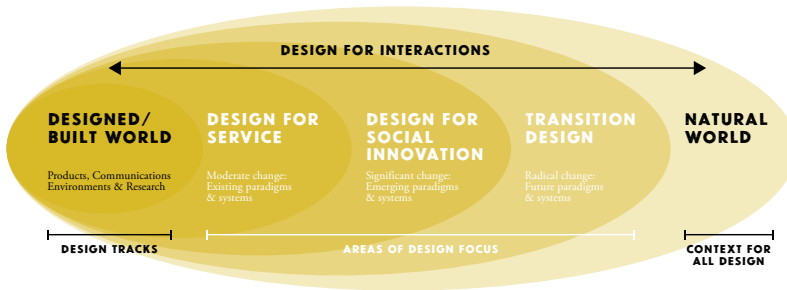 DESIGN FOR INTERACTIONS
DESIGNED/
BUILT WORLD
Products, Communications
Environments & Research
DESIGN FOR
SERVICE
Moderate change:
Existing paradigms
& systems
DESIGN FOR
SOCIAL
INNOVATION
Significant change:
Emerging paradigms
& systems
TRANSITION
DESIGN
Radical change:
Future paradigms
& systems
NATURAL
WORLD
DESIGN TRACKS
AREAS OF DESIGN FOCUS
CONTEXT FOR
ALL DESIGN